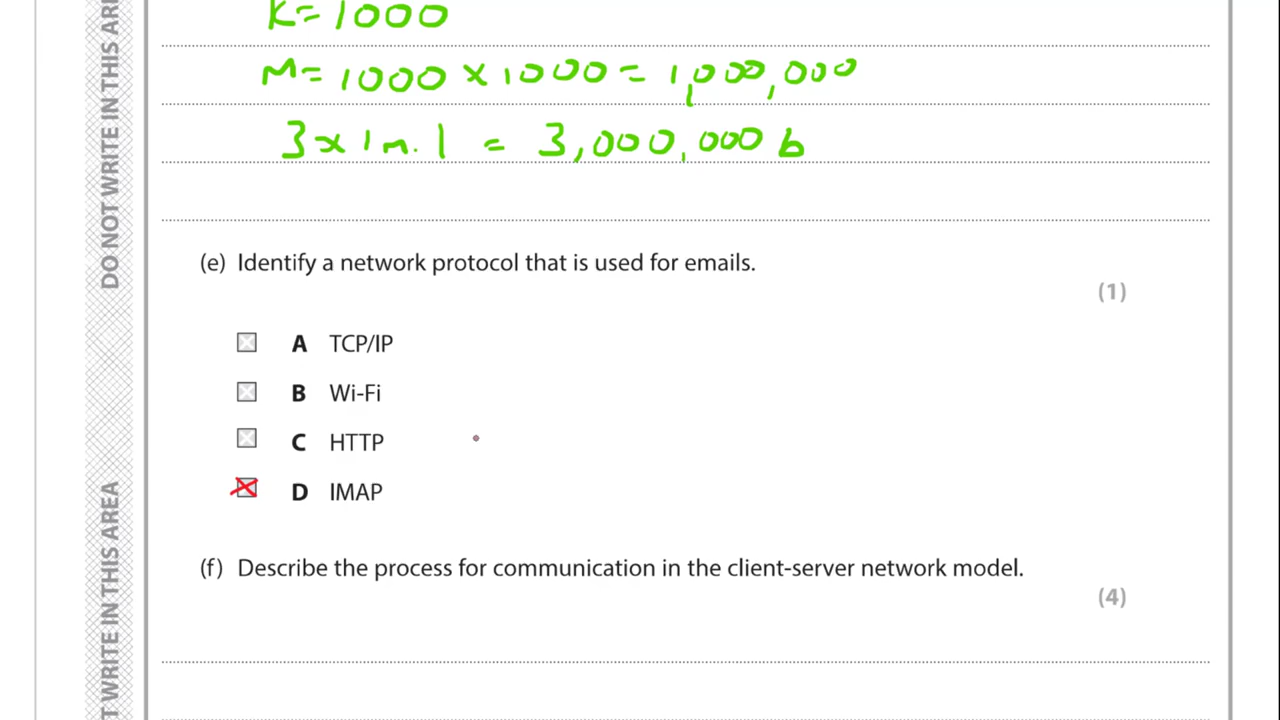 K=1000
M=1000 × 1000 = 1,000,000
3 × 1 m.l = 3,000,000 b
(e) Identify a network protocol that is used for emails.
(1)
A TCP/IP
B Wi-Fi
C HTTP
D IMAP
(f) Describe the process for communication in the client-server network model.
(4)
DO NOT WRITE IN THIS ARE
T WRITE IN THIS AREA